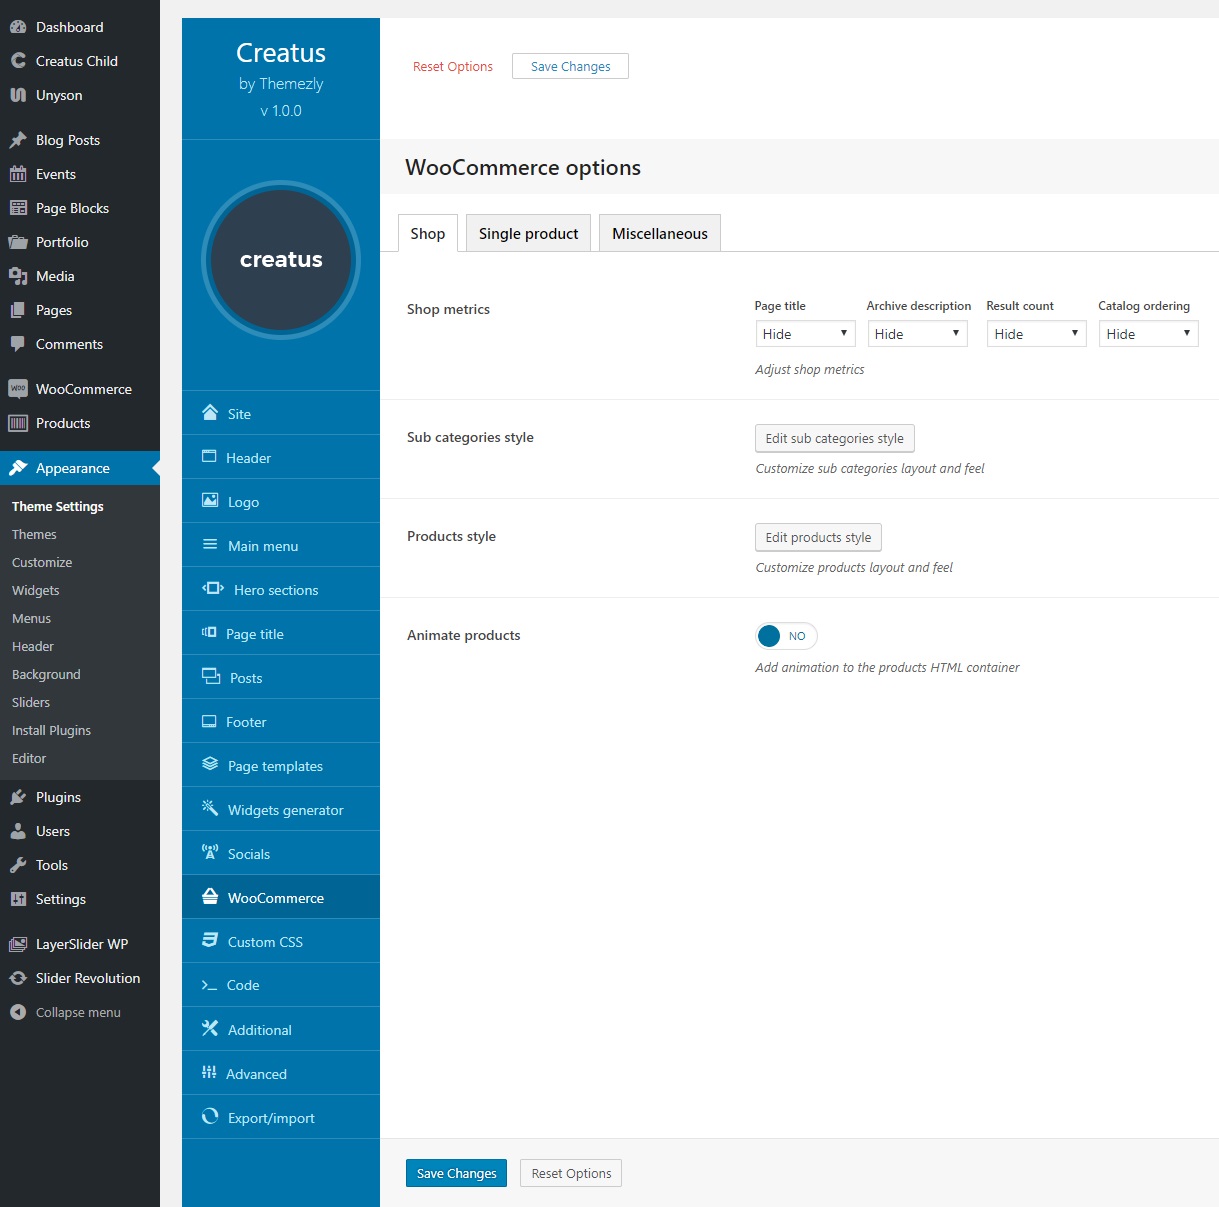 Dashboard
Creatus Child
Unyson
Blog Posts
Events
Page Blocks
Portfolio
Media
Pages
Comments
WOO
WooCommerce
Products
Appearance
Theme Settings
Themes
Customize
Widgets
Menus
Header
Background
Sliders
Install Plugins
Editor
Plugins
Users
Tools
Settings
LayerSlider WP
Slider Revolution
Collapse menu
Creatus
by Themezly
v 1.0.0
creatus
Site
Header
Logo
Main menu
Hero sections
Page title
Posts
Footer
Page templates
Widgets generator
Socials
WooCommerce
Custom CSS
Code
Additional
Advanced
Export/import
Reset Options Save Changes
WooCommerce options
Shop Single product Miscellaneous
Shop metrics
Page title Archive description Result count Catalog ordering
Hide Hide Hide Hide
Adjust shop metrics
Sub categories style
Edit sub categories style
Customize sub categories layout and feel
Products style
Edit products style
Customize products layout and feel
Animate products
NO
Add animation to the products HTML container
Save Changes Reset Options